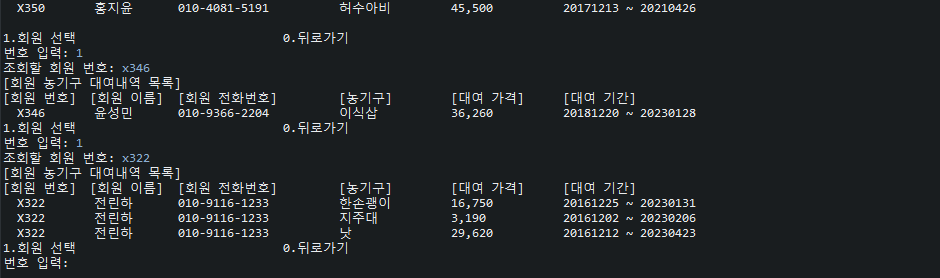 X350 홍지윤 010-4081-5191 허수아비 45,500 20171213 ~ 20210426
1.회원 선택 0.뒤로가기
번호 입력: 1
조회할 회원 번호: x346
[회원 농기구 대여내역 목록]
[회원 번호] [회원 이름] [회원 전화번호] [농기구] [대여 가격] [대여 기간]
X346 윤성민 010-9366-2204 이식삽 36,260 20181220 ~ 20230128
1.회원 선택 0.뒤로가기
번호 입력: 1
조회할 회원 번호: x322
[회원 농기구 대여내역 목록]
[회원 번호] [회원 이름] [회원 전화번호] [농기구] [대여 가격] [대여 기간]
X322 전린하 010-9116-1233 한손괭이 16,750 20161225 ~ 20230131
X322 전린하 010-9116-1233 지주대 3,190 20161202 ~ 20230206
X322 전린하 010-9116-1233 낫 29,620 20161212 ~ 20230423
1.회원 선택 0.뒤로가기
번호 입력: